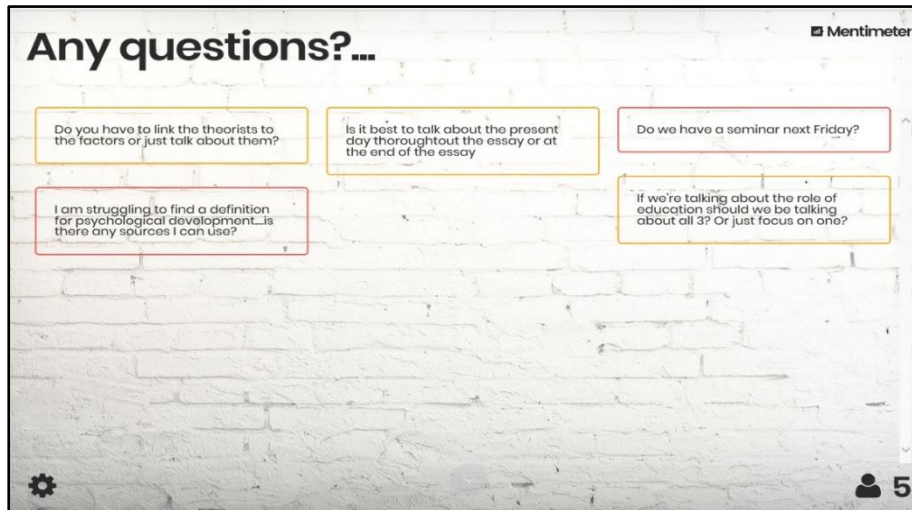 Any questions?...
Mentimeter
Do you have to link the theorists to
the factors or just talk about them?
Is it best to talk about the present
day thoroughtout the essay or at
the end of the essay
Do we have a seminar next Friday?
I am struggling to find a definition
for psychological development....is
there any sources I can use?
If we're talking about the role of
education should we be talking
about all 3? Or just focus on one?
5